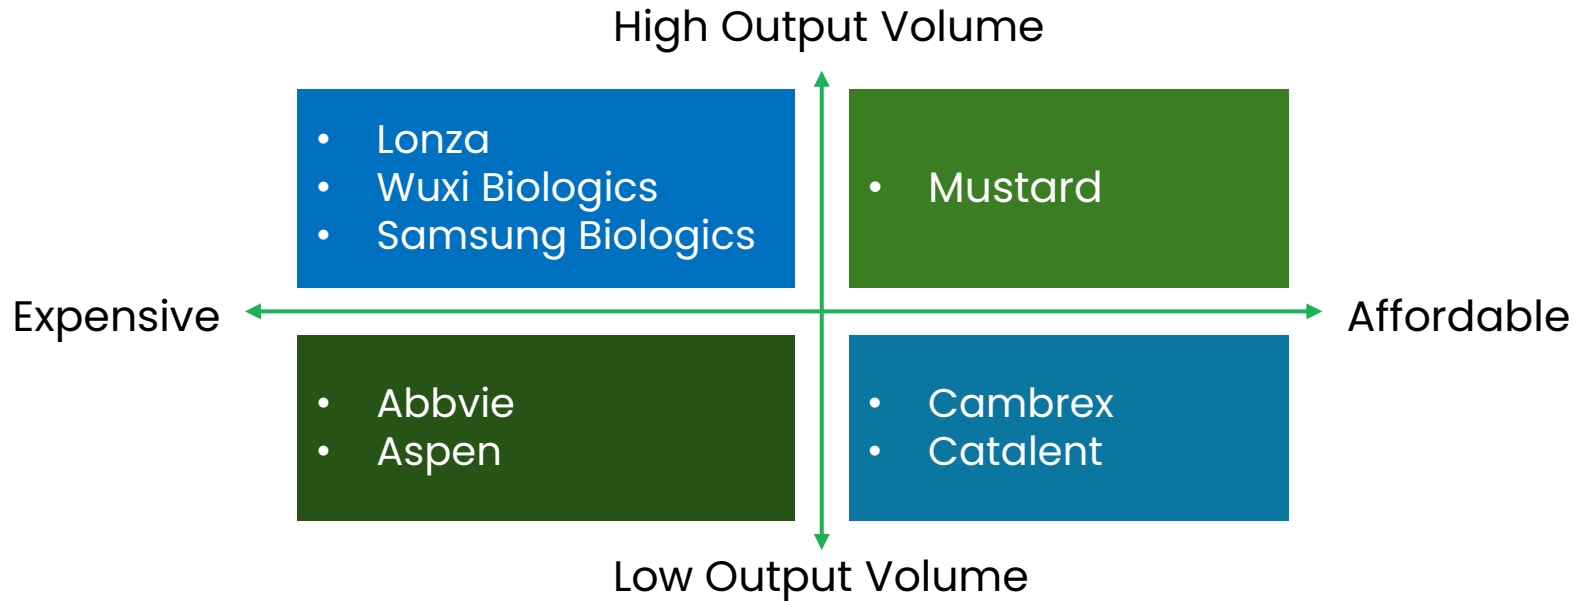 High Output Volume
• Lonza
• Wuxi Biologics
• Samsung Biologics
• Mustard
Expensive
Affordable
• Abbvie
• Aspen
• Cambrex
• Catalent
Low Output Volume